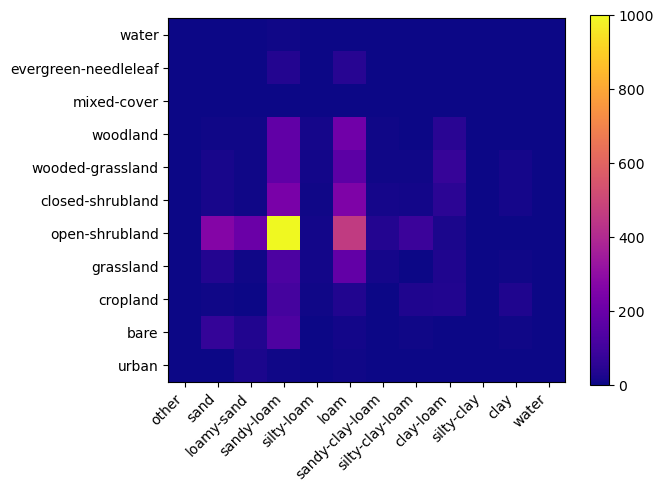 water
evergreen-needleleaf
mixed-cover
woodland
wooded-grassland
closed-shrubland
open-shrubland
grassland
cropland
bare
urban
other
sand
loamy-sand
sandy-loam
silty-loam
loam
sandy-clay-loam
silty-clay-loam
clay-loam
silty-clay
clay
water
1000
800
600
400
200
0